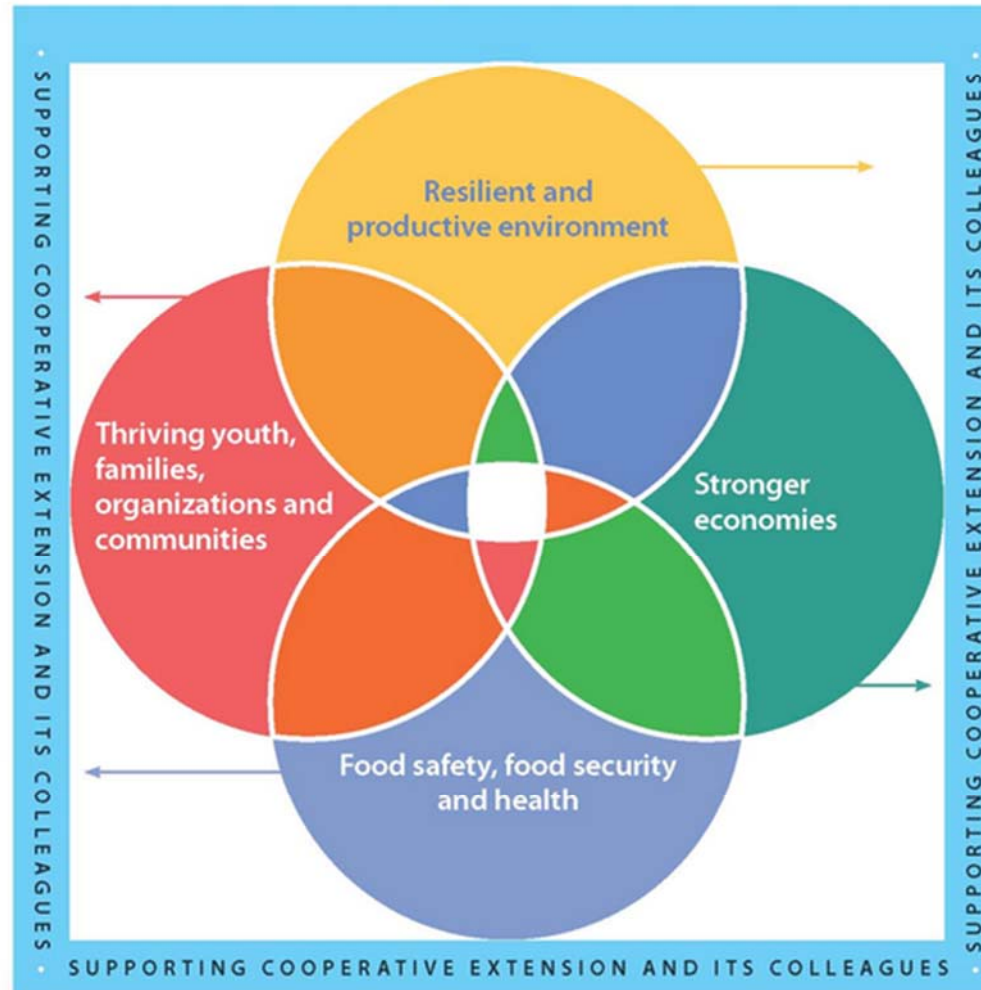 Resilient and
productive environment
Thriving youth,
families,
organizations and
communities
Stronger
economies
Food safety, food security
and health
• SUPPORTING COOPERATIVE EXTENSION AND ITS COLLEAGUES •
SUPPORTING COOPERATIVE EXTENSION AND ITS COLLEAGUES
• SUPPORTING COOPERATIVE EXTENSION AND ITS COLLEAGUES •